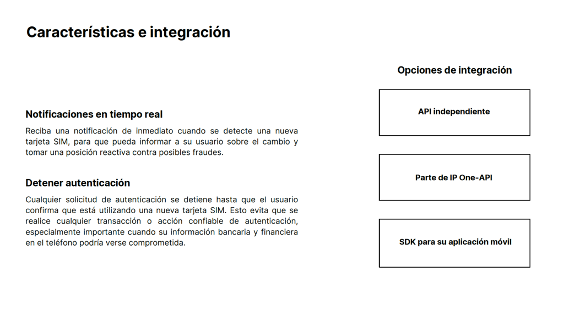 Características e integración
Notificaciones en tiempo real
Reciba una notificación de inmediato cuando se detecte una nueva
tarjeta SIM, para que pueda informar a su usuario sobre el cambio y
tomar una posición reactiva contra posibles fraudes.
Detener autenticación
Cualquier solicitud de autenticación se detiene hasta que el usuario
confirma que está utilizando una nueva tarjeta SIM. Esto evita que se
realice cualquier transacción o acción confiable de autenticación,
especialmente importante cuando su información bancaria y financiera
en el teléfono podría verse comprometida.
Opciones de integración
API independiente
Parte de IP One-API
SDK para su aplicación móvil